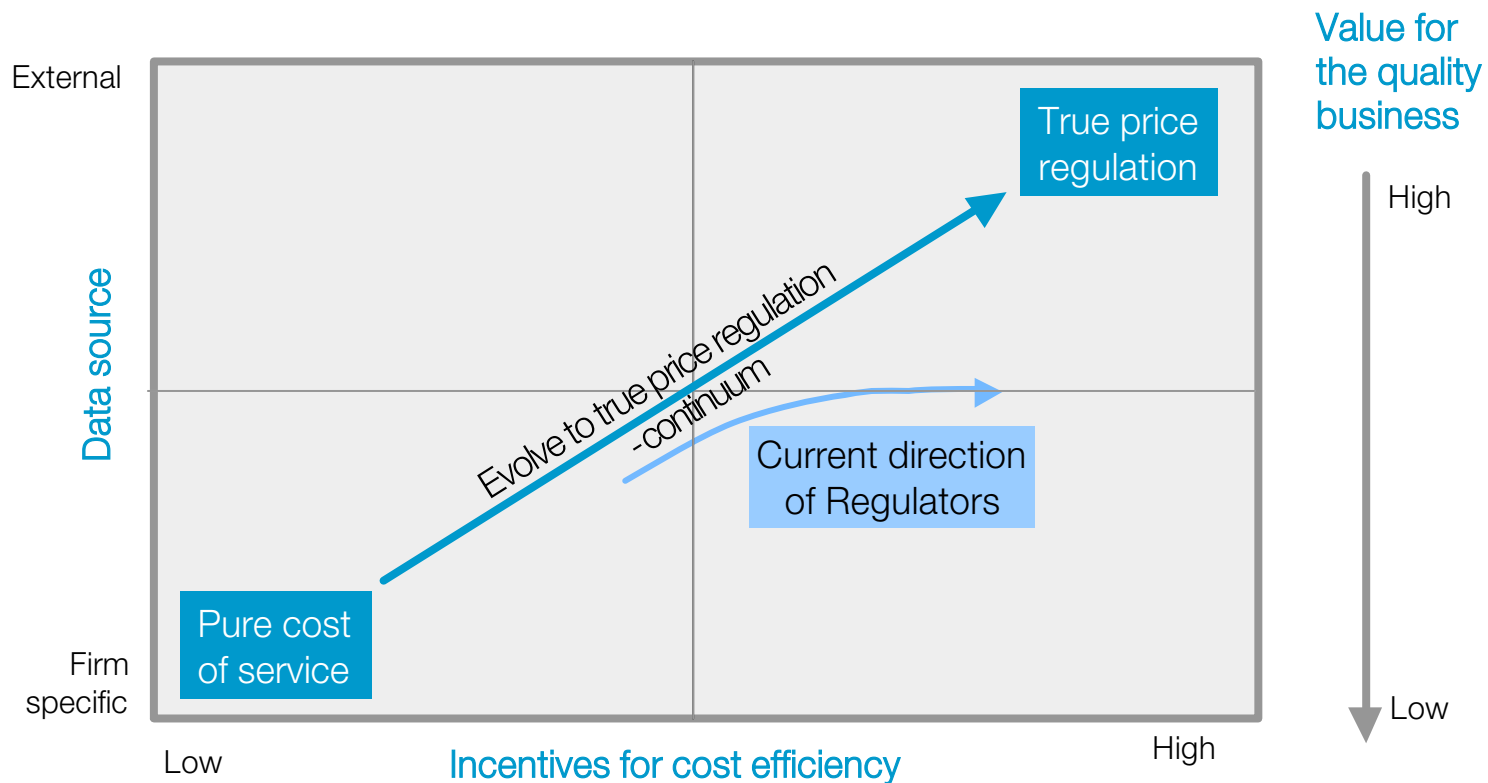 Value for
the quality
business
External
True price
regulation
High
Data source
Evolve to true price regulation
-continuum
Current direction
of Regulators
Pure cost
of service
Firm
specific
Low
Low
Incentives for cost efficiency
High